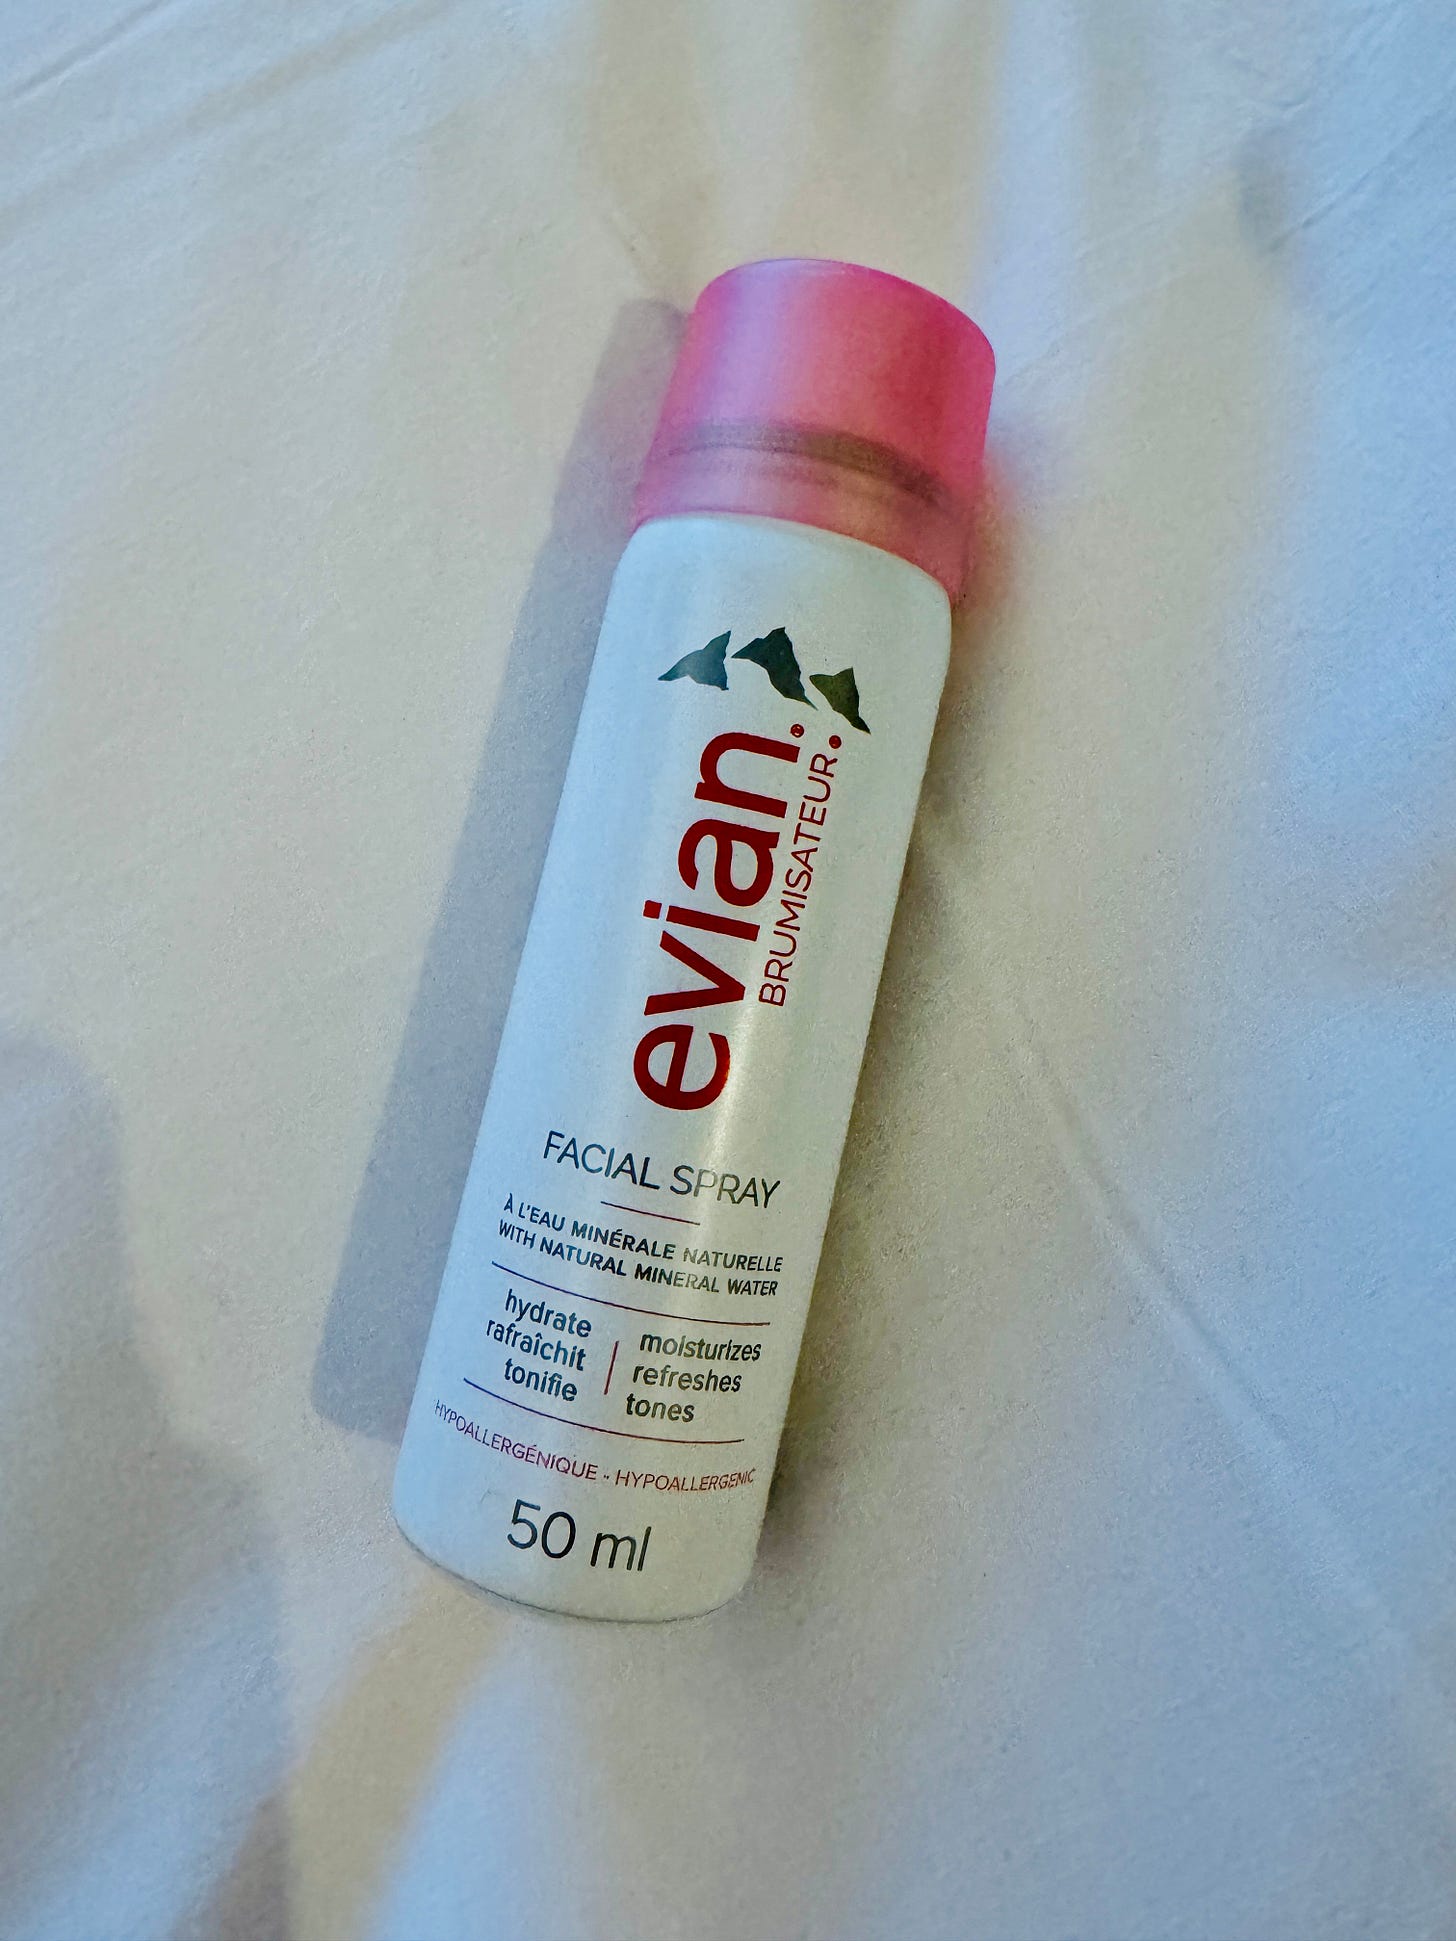 evian®
BRUMISATEUR®
FACIAL SPRAY
À L'EAU MINÉRALE NATURELLE
WITH NATURAL MINERAL WATER
hydrate
rafraîchit
tonifie
moisturizes
refreshes
tones
HYPOALLERGÉNIQUE - HYPOALLERGENIC
50 ml